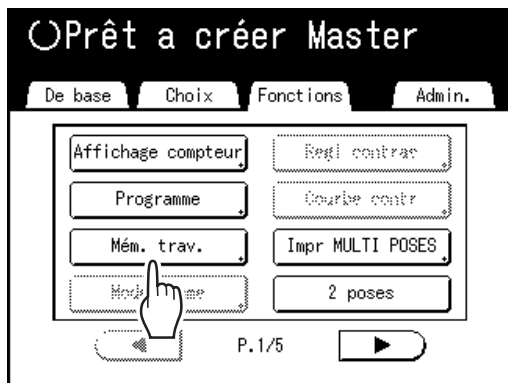 Prêt a créer Master
De base Choix Fonctions Admin.
Affichage compteur Regl contras
Programme Courbe contr
Mém. trav. Impr MULTI POSES
2 poses
P.1/5